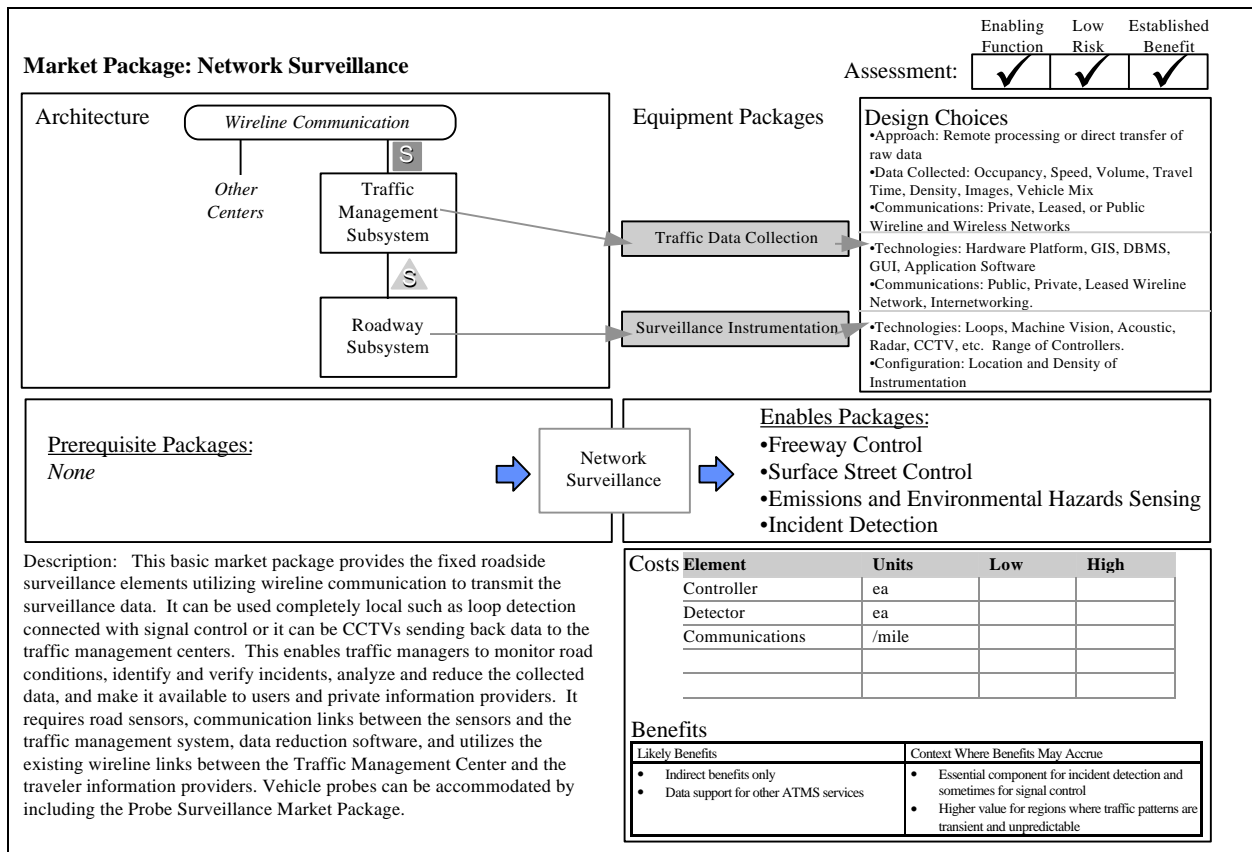 Enabling Function
Low Risk
Established Benefit
Market Package: Network Surveillance
Assessment:
✓ ✓ ✓
Architecture
Wireline Communication
S
Other
Centers
Traffic
Management
Subsystem
S
Roadway
Subsystem
Equipment Packages
Traffic Data Collection
Surveillance Instrumentation
Design Choices
•Approach: Remote processing or direct transfer of
raw data
•Data Collected: Occupancy, Speed, Volume, Travel
Time, Density, Images, Vehicle Mix
•Communications: Private, Leased, or Public
Wireline and Wireless Networks
•Technologies: Hardware Platform, GIS, DBMS,
GUI, Application Software
•Communications: Public, Private, Leased Wireline
Network, Internetworking.
•Technologies: Loops, Machine Vision, Acoustic,
Radar, CCTV, etc. Range of Controllers.
•Configuration: Location and Density of
Instrumentation
Prerequisite Packages:
None
Network
Surveillance
Enables Packages:
•Freeway Control
•Surface Street Control
•Emissions and Environmental Hazards Sensing
•Incident Detection
Description: This basic market package provides the fixed roadside
surveillance elements utilizing wireline communication to transmit the
surveillance data. It can be used completely local such as loop detection
connected with signal control or it can be CCTVs sending back data to the
traffic management centers. This enables traffic managers to monitor road
conditions, identify and verify incidents, analyze and reduce the collected
data, and make it available to users and private information providers. It
requires road sensors, communication links between the sensors and the
traffic management system, data reduction software, and utilizes the
existing wireline links between the Traffic Management Center and the
traveler information providers. Vehicle probes can be accommodated by
including the Probe Surveillance Market Package.
Costs
Element Units Low High
Controller ea
Detector ea
Communications /mile
Benefits
Likely Benefits
• Indirect benefits only
• Data support for other ATMS services
Context Where Benefits May Accrue
• Essential component for incident detection and
sometimes for signal control
• Higher value for regions where traffic patterns are
transient and unpredictable